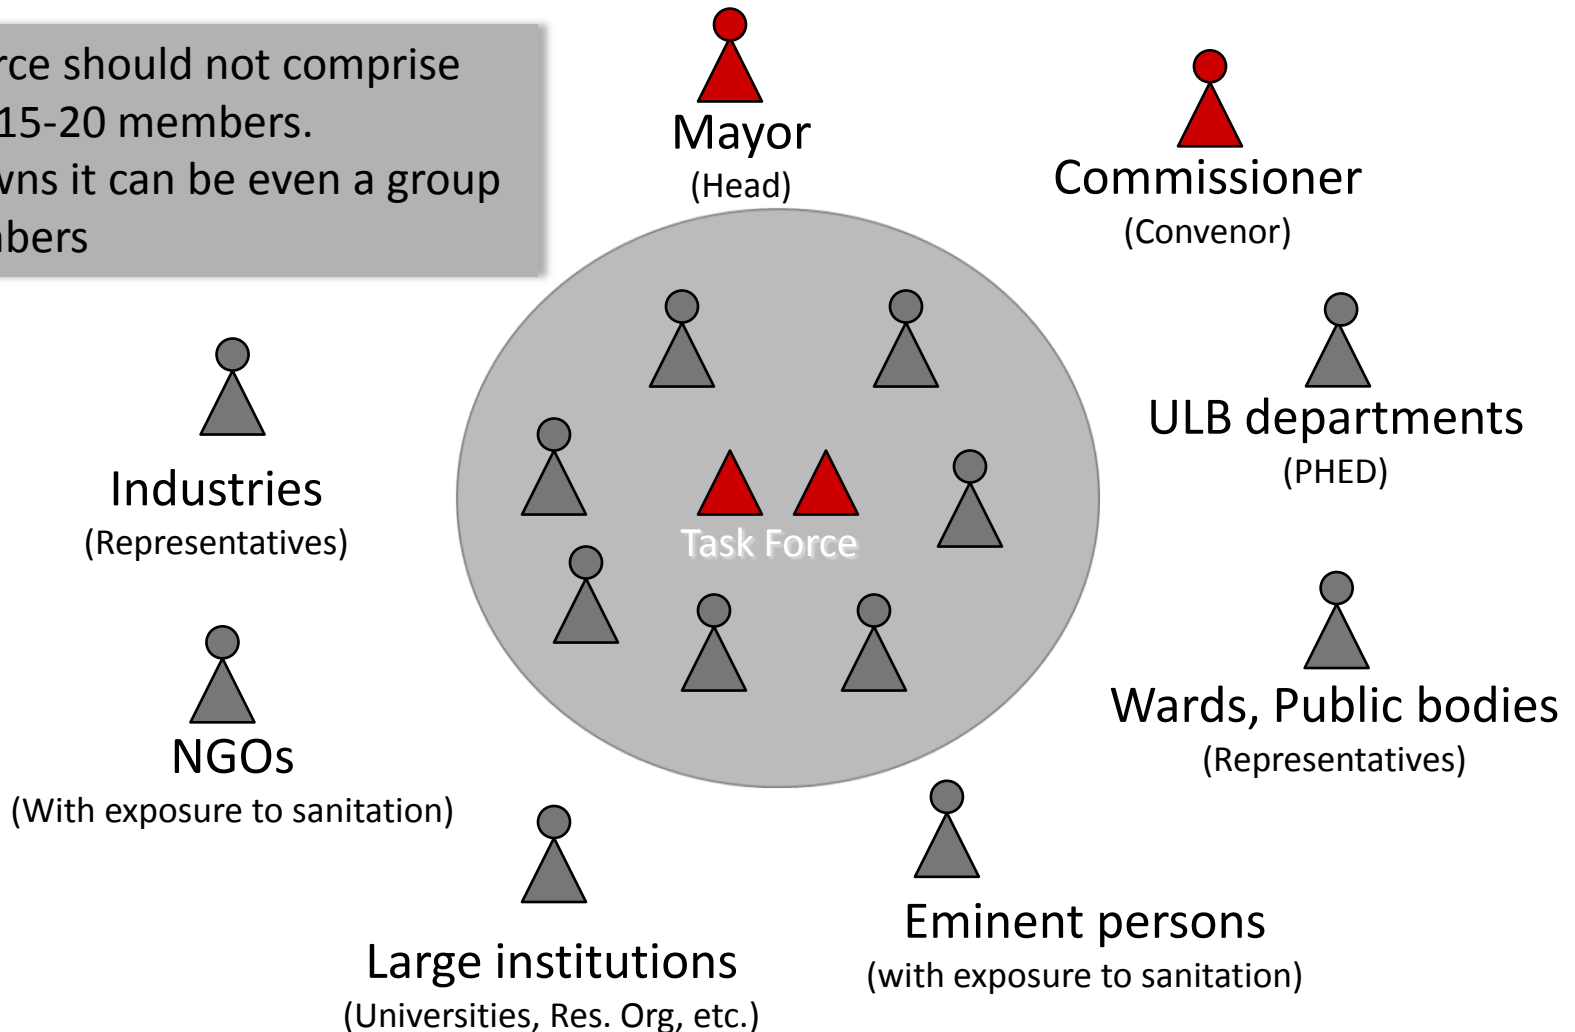 rce should not comprise
15-20 members.
wns it can be even a group
bers
Mayor
(Head)
Commissioner
(Convenor)
ULB departments
(PHED)
Industries
(Representatives)
Task Force
Wards, Public bodies
(Representatives)
NGOs
(With exposure to sanitation)
Eminent persons
(with exposure to sanitation)
Large institutions
(Universities, Res. Org, etc.)